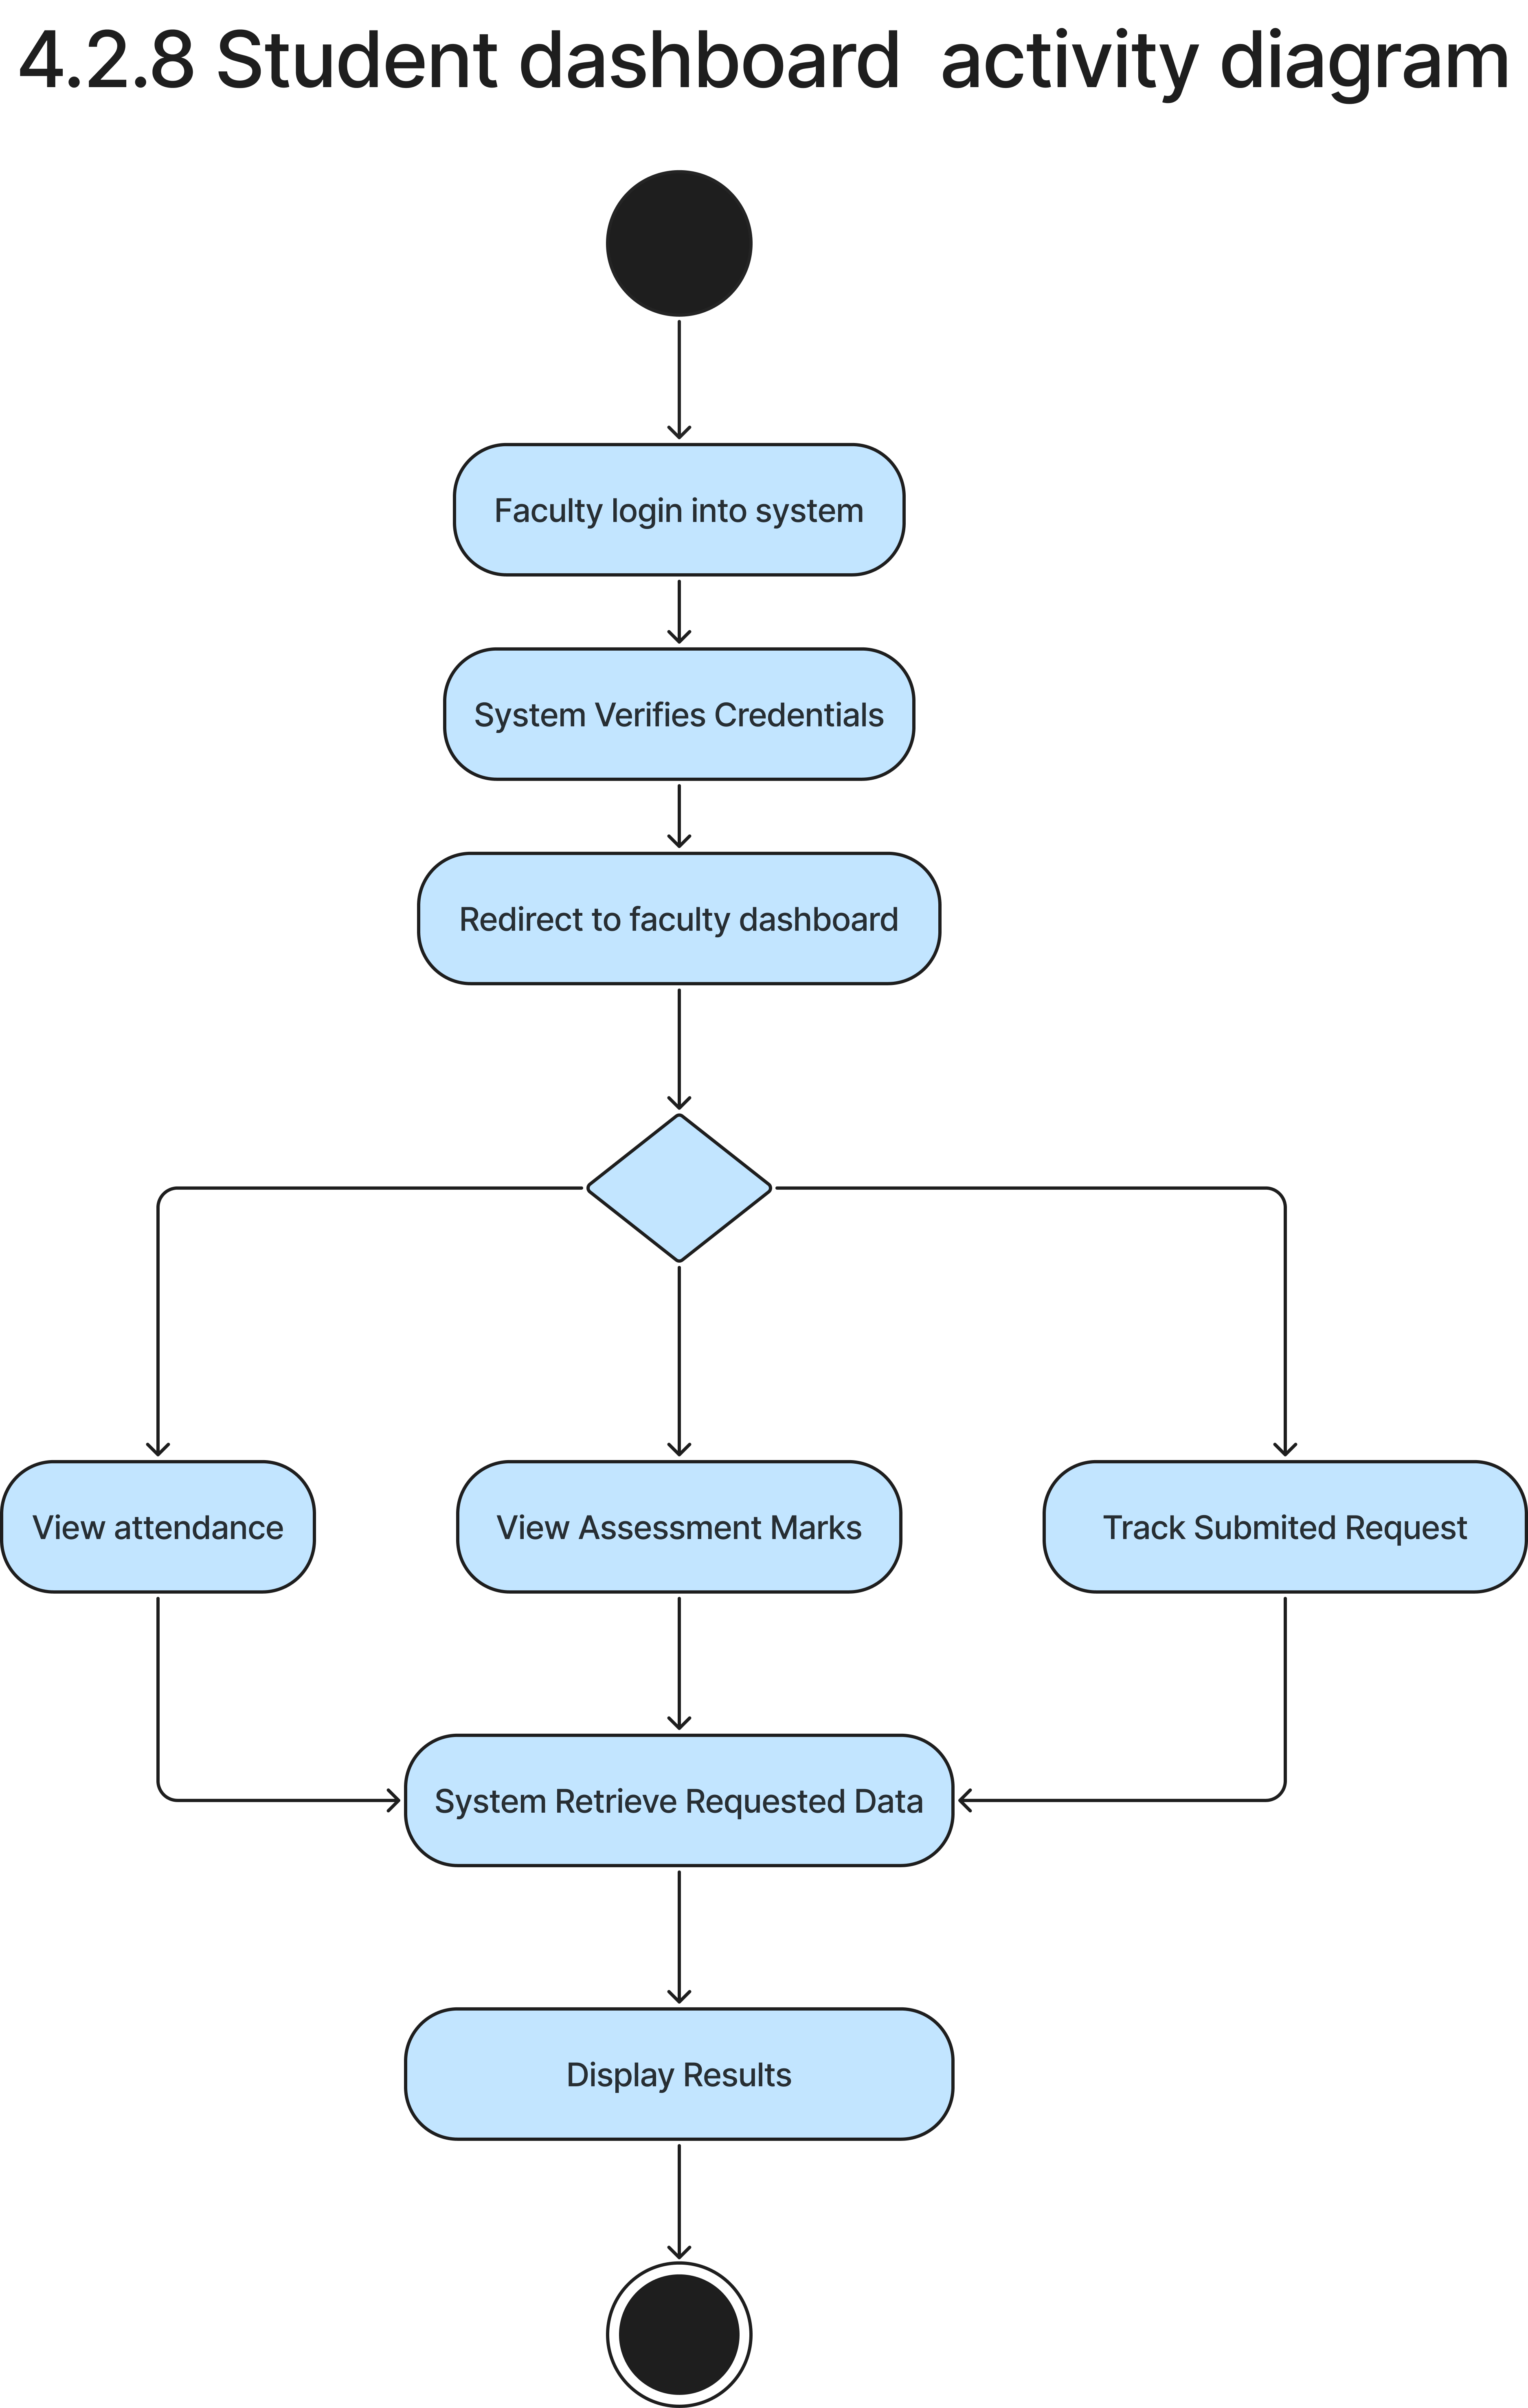 4.2.8 Student dashboard  activity diagram
Faculty login into system
System Verifies Credentials
Redirect to faculty dashboard
View attendance
View Assessment Marks
Track Submited Request
System Retrieve Requested Data
Display Results